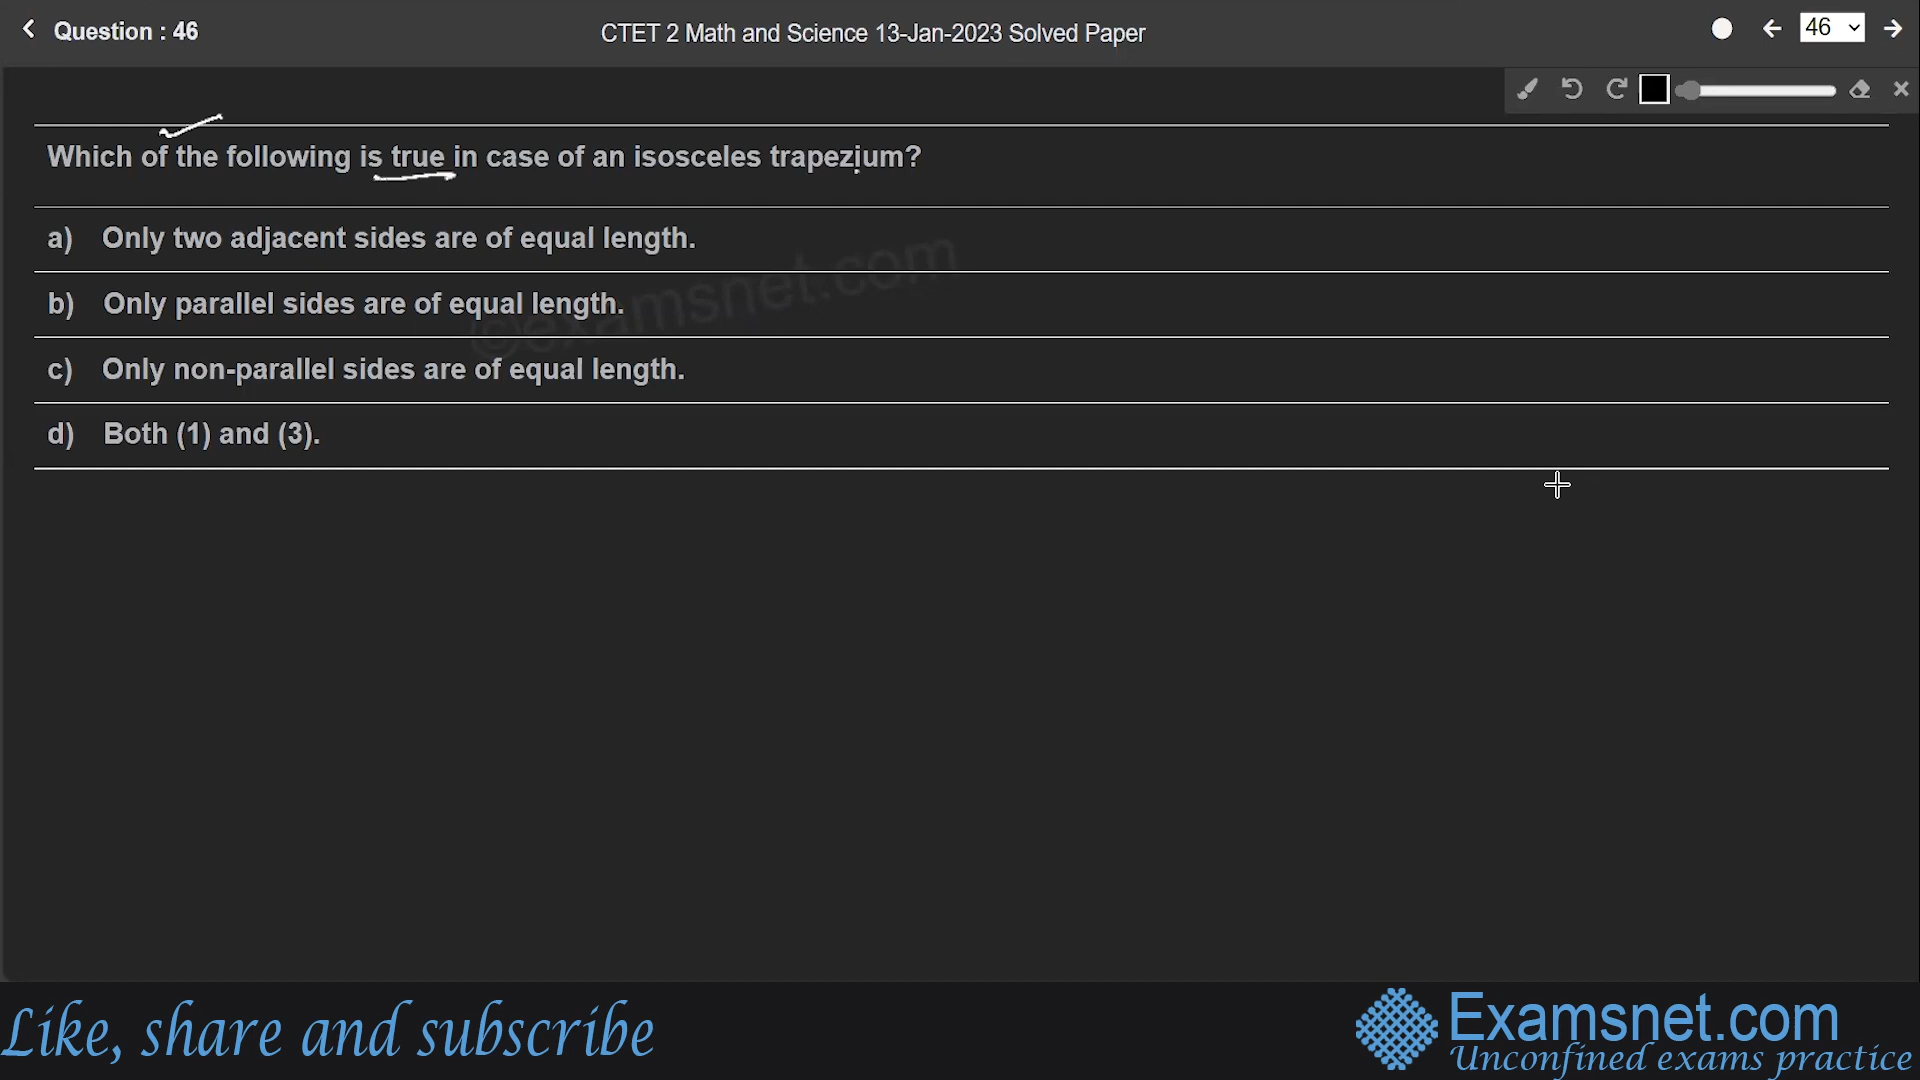 Question : 46
CTET 2 Math and Science 13-Jan-2023 Solved Paper
46
Which of the following is true in case of an isosceles trapezium?
a) Only two adjacent sides are of equal length.
b) Only parallel sides are of equal length.
©examsnet.com
c) Only non-parallel sides are of equal length.
d) Both (1) and (3).
Like, share and subscribe
Examsnet.com
Unconfined exams practice